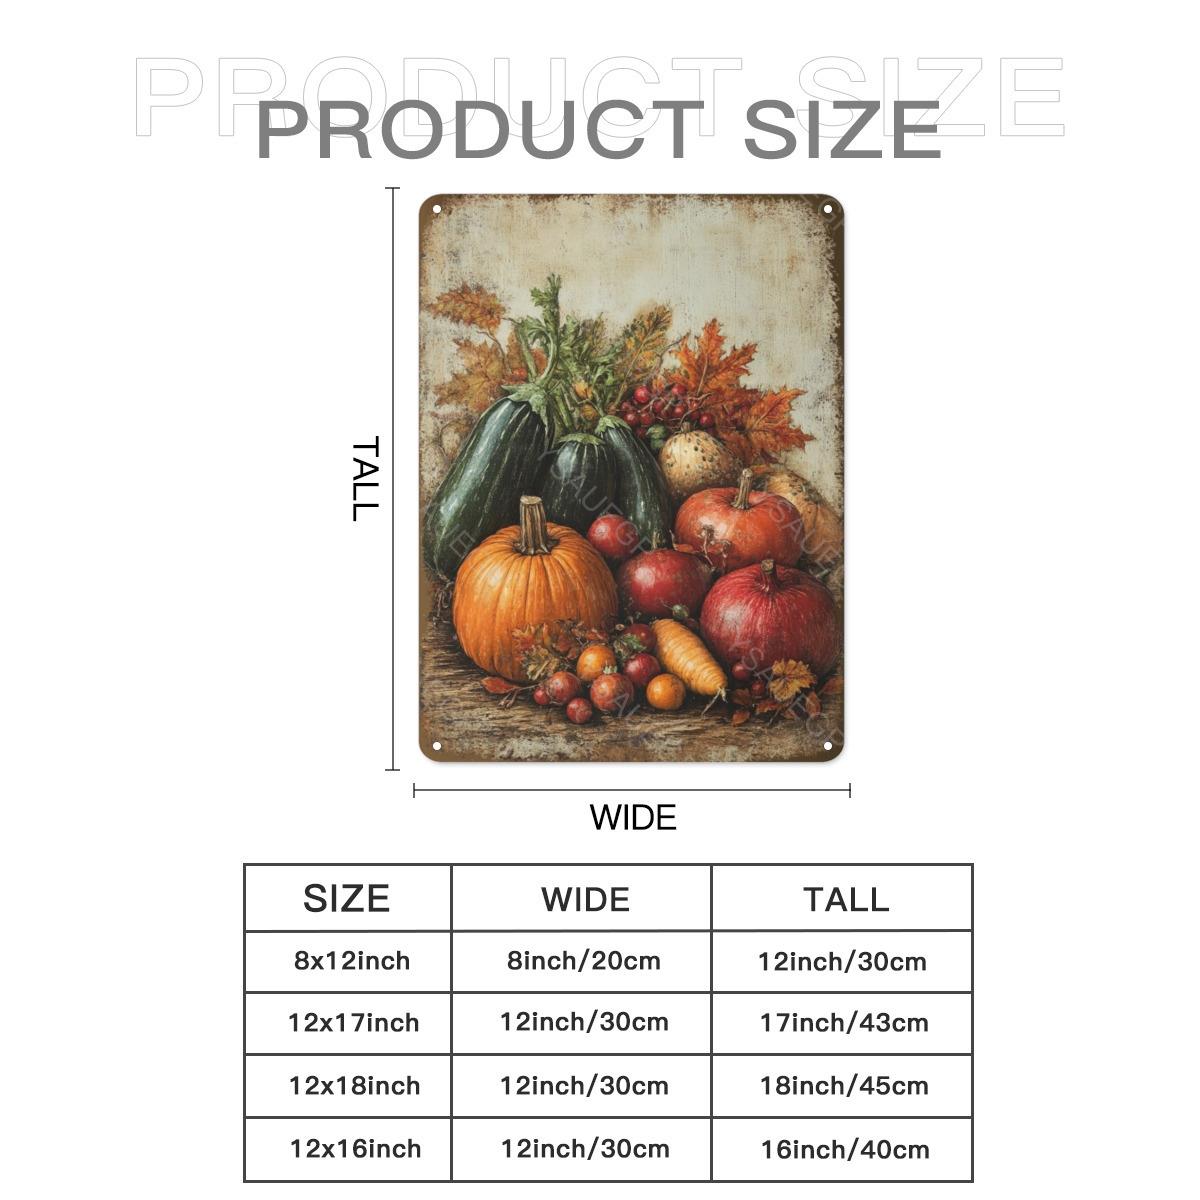 PRODUCT SIZE
PRODUCT SIZE
TALL
WIDE
SIZE WIDE TALL
8x12inch 8inch/20cm 12inch/30cm
12x17inch 12inch/30cm 17inch/43cm
12x18inch 12inch/30cm 18inch/45cm
12x16inch 12inch/30cm 16inch/40cm